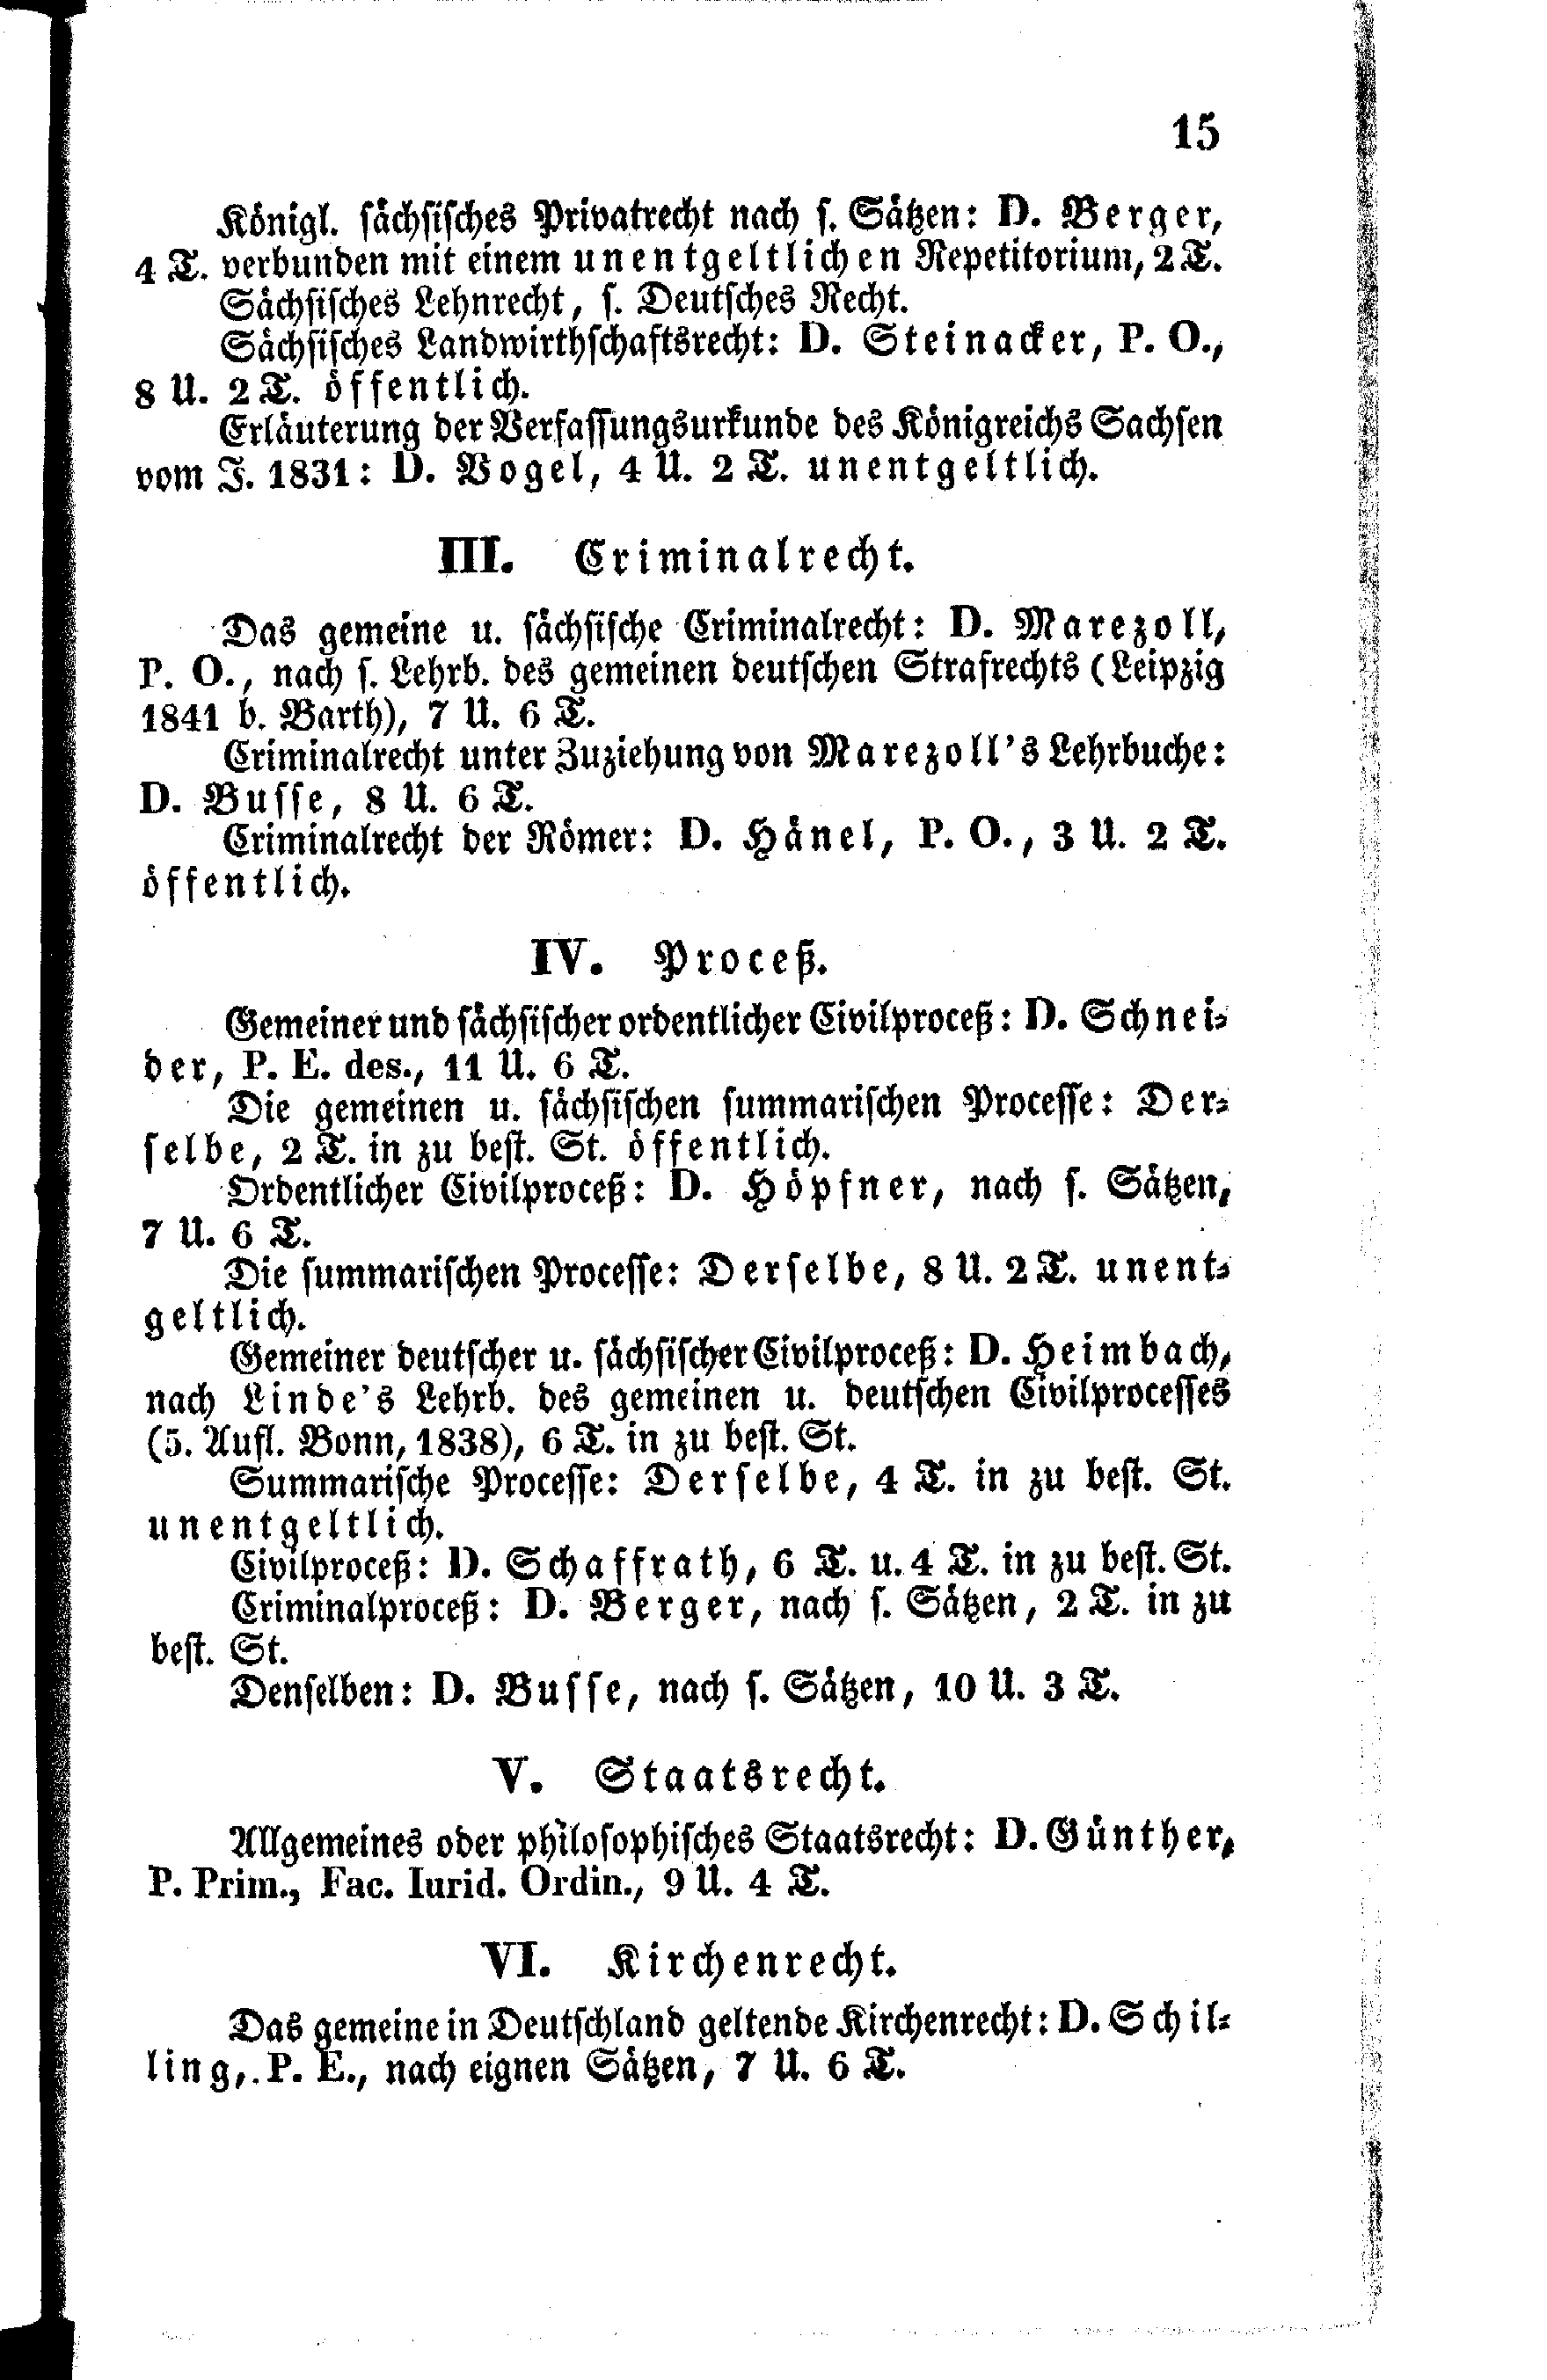 15
Königl. sächsisches Privatrecht nach s. Sätzen: D. Berger,
4 T. verbunden mit einem unentgeltlichen Repetitorium, 2 T.
Sächsisches Lehnrecht, s. Deutsches Recht.
Sächsisches Landwirthschaftsrecht: D. Steinacker, P. O.,
8 U. 2 T. öffentlich.
Erläuterung der Verfassungsurkunde des Königreichs Sachsen
vom J. 1831: D. Vogel, 4 U. 2 T. unentgeltlich.
III. Criminalrecht.
Das gemeine u. sächsische Criminalrecht: D. Marezoll,
P. O., nach s. Lehrb. des gemeinen deutschen Strafrechts (Leipzig
1841 b. Barth), 7 U. 6 T.
Criminalrecht unter Zuziehung von Marezoll's Lehrbuche:
D. Busse, 8 U. 6 T.
Criminalrecht der Römer: D. Hänel, P. O., 3 U. 2 T.
öffentlich.
IV. Proceß.
Gemeiner und sächsischer ordentlicher Civilproceß: D. Schnei-
der, P. E. des., 11 U. 6 T.
Die gemeinen u. sächsischen summarischen Processe: Der-
selbe, 2 T. in zu best. St. öffentlich.
Ordentlicher Civilproceß: D. Höpfner, nach s. Sätzen,
7 U. 6 T.
Die summarischen Processe: Derselbe, 8 U. 2 T. unent-
geltlich.
Gemeiner deutscher u. sächsischer Civilproceß: D. Heimbach,
nach Linde's Lehrb. des gemeinen u. deutschen Civilprocesses
(5. Aufl. Bonn, 1838), 6 T. in zu best. St.
Summarische Processe: Derselbe, 4 T. in zu best. St.
unentgeltlich.
Civilproceß: D. Schaffrath, 6 T. u. 4 T. in zu best. St.
Criminalproceß: D. Berger, nach s. Sätzen, 2 T. in zu
best. St.
Denselben: D. Busse, nach s. Sätzen, 10 U. 3 T.
V. Staatsrecht.
Allgemeines oder philosophisches Staatsrecht: D. Günther,
P. Prim., Fac. Iurid. Ordin., 9 U. 4 T.
VI. Kirchenrecht.
Das gemeine in Deutschland geltende Kirchenrecht: D. Schil-
ling, P. E., nach eignen Sätzen, 7 U. 6 T.